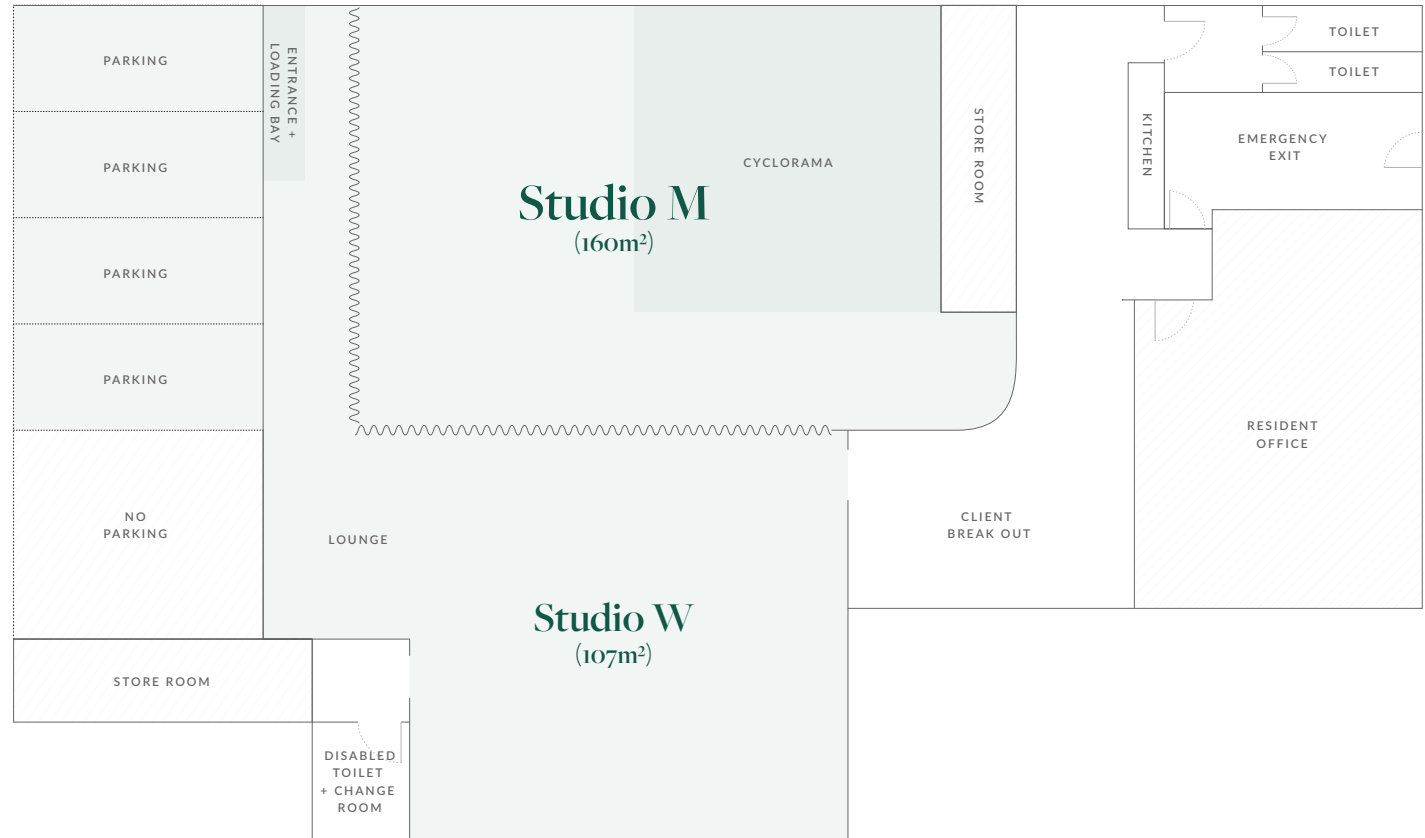 PARKING
PARKING
PARKING
PARKING
NO
PARKING
STORE ROOM
ENTRANCE +
LOADING BAY
LOUNGE
DISABLED
TOILET
+ CHANGE
ROOM
Studio M
(160m²)
CYCLORAMA
STORE ROOM
Studio W
(107m²)
CLIENT
BREAK OUT
KITCHEN
TOILET
TOILET
EMERGENCY
EXIT
RESIDENT
OFFICE